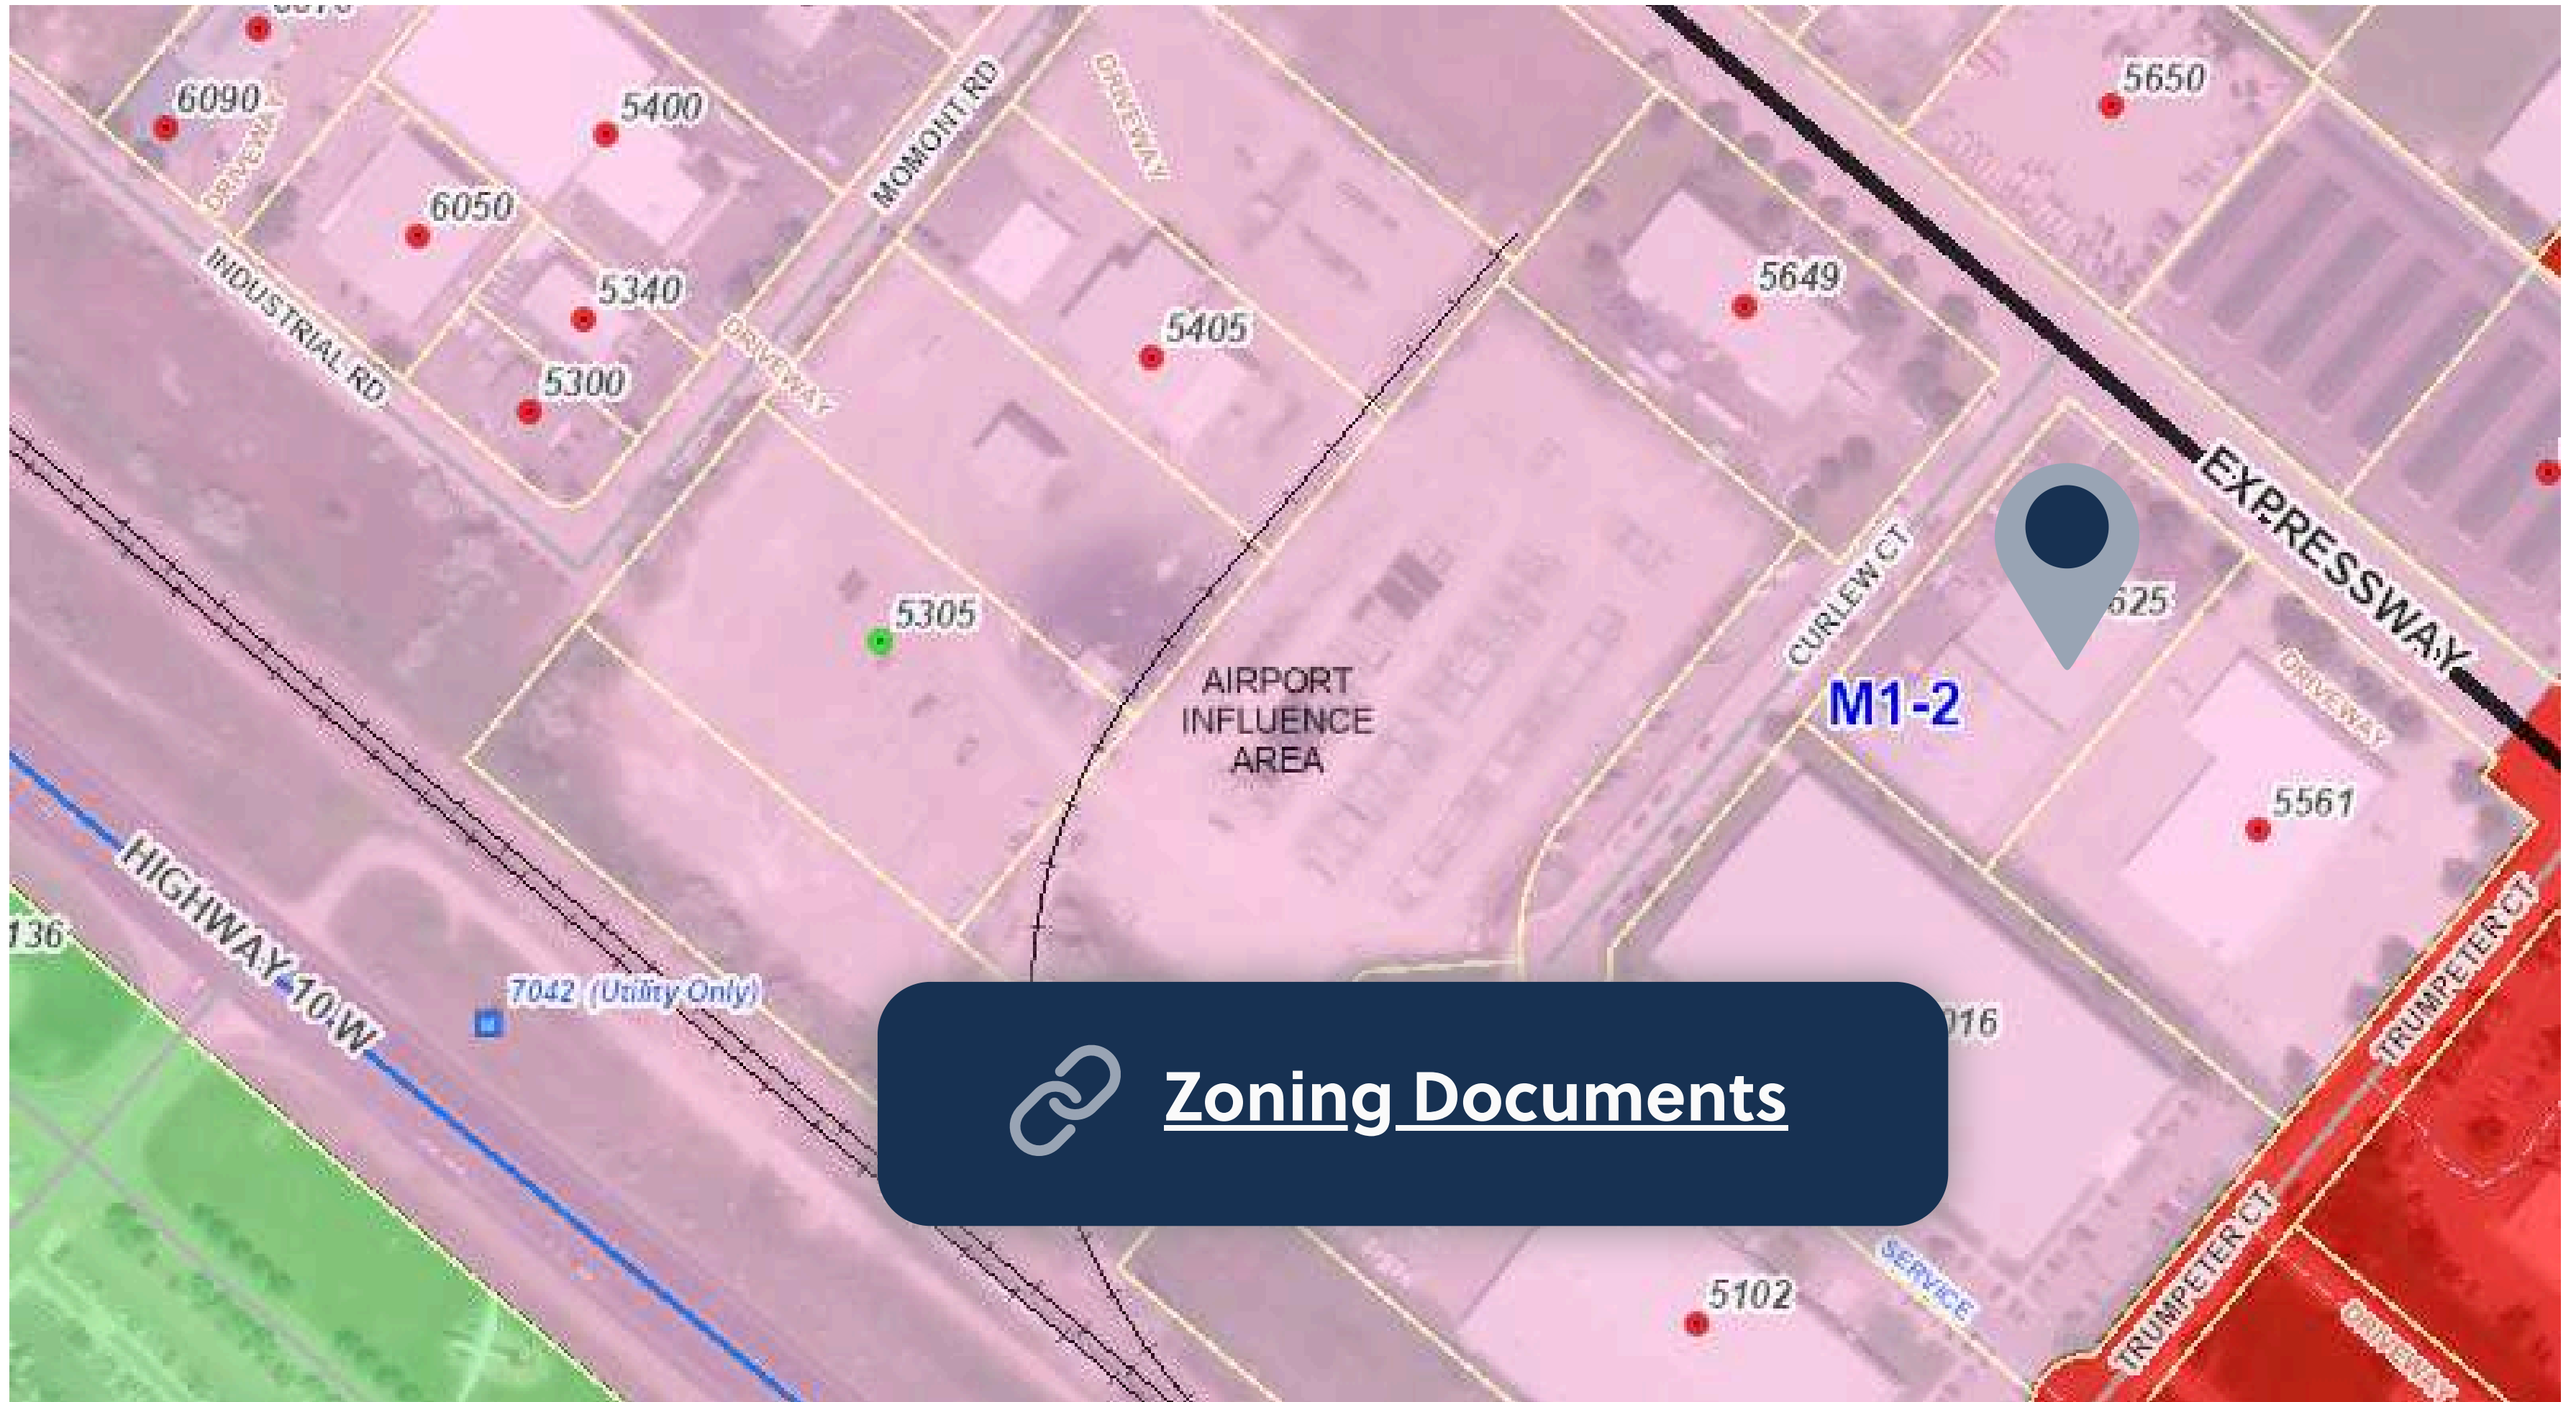 6090
DRIVEWAY
5400
MOMONT RD
DRIVEWAY
5650
6050
INDUSTRIAL RD
5340
5300
DRIVEWAY
5405
5649
EXPRESSWAY
CURLEW CT
625
5305
AIRPORT
INFLUENCE
AREA
M1-2
DRIVEWAY
5561
HIGHWAY 10 W
136
7042 (Utility Only)
016
TRUMPETER CT
Zoning Documents
SERVICE
5102
TRUMPETER CT
DRIVEWAY